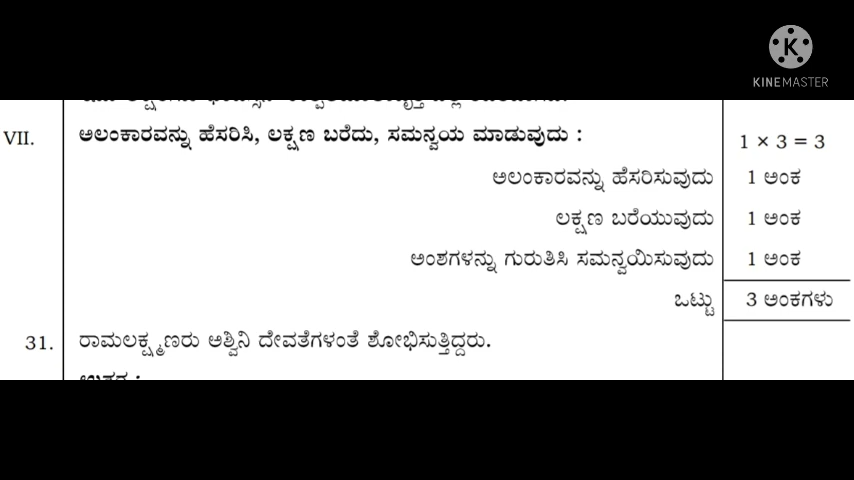 KINEMASTER
VII. ಅಲಂಕಾರವನ್ನು ಹೆಸರಿಸಿ, ಲಕ್ಷಣ ಬರೆದು, ಸಮನ್ವಯ ಮಾಡುವುದು : 1 × 3 = 3
ಅಲಂಕಾರವನ್ನು ಹೆಸರಿಸುವುದು 1 ಅಂಕ
ಲಕ್ಷಣ ಬರೆಯುವುದು 1 ಅಂಕ
ಅಂಶಗಳನ್ನು ಗುರುತಿಸಿ ಸಮನ್ವಯಿಸುವುದು 1 ಅಂಕ
ಒಟ್ಟು 3 ಅಂಕಗಳು
31. ರಾಮಲಕ್ಷ್ಮಣರು ಅಶ್ವಿನಿ ದೇವತೆಗಳಂತೆ ಶೋಭಿಸುತ್ತಿದ್ದರು.